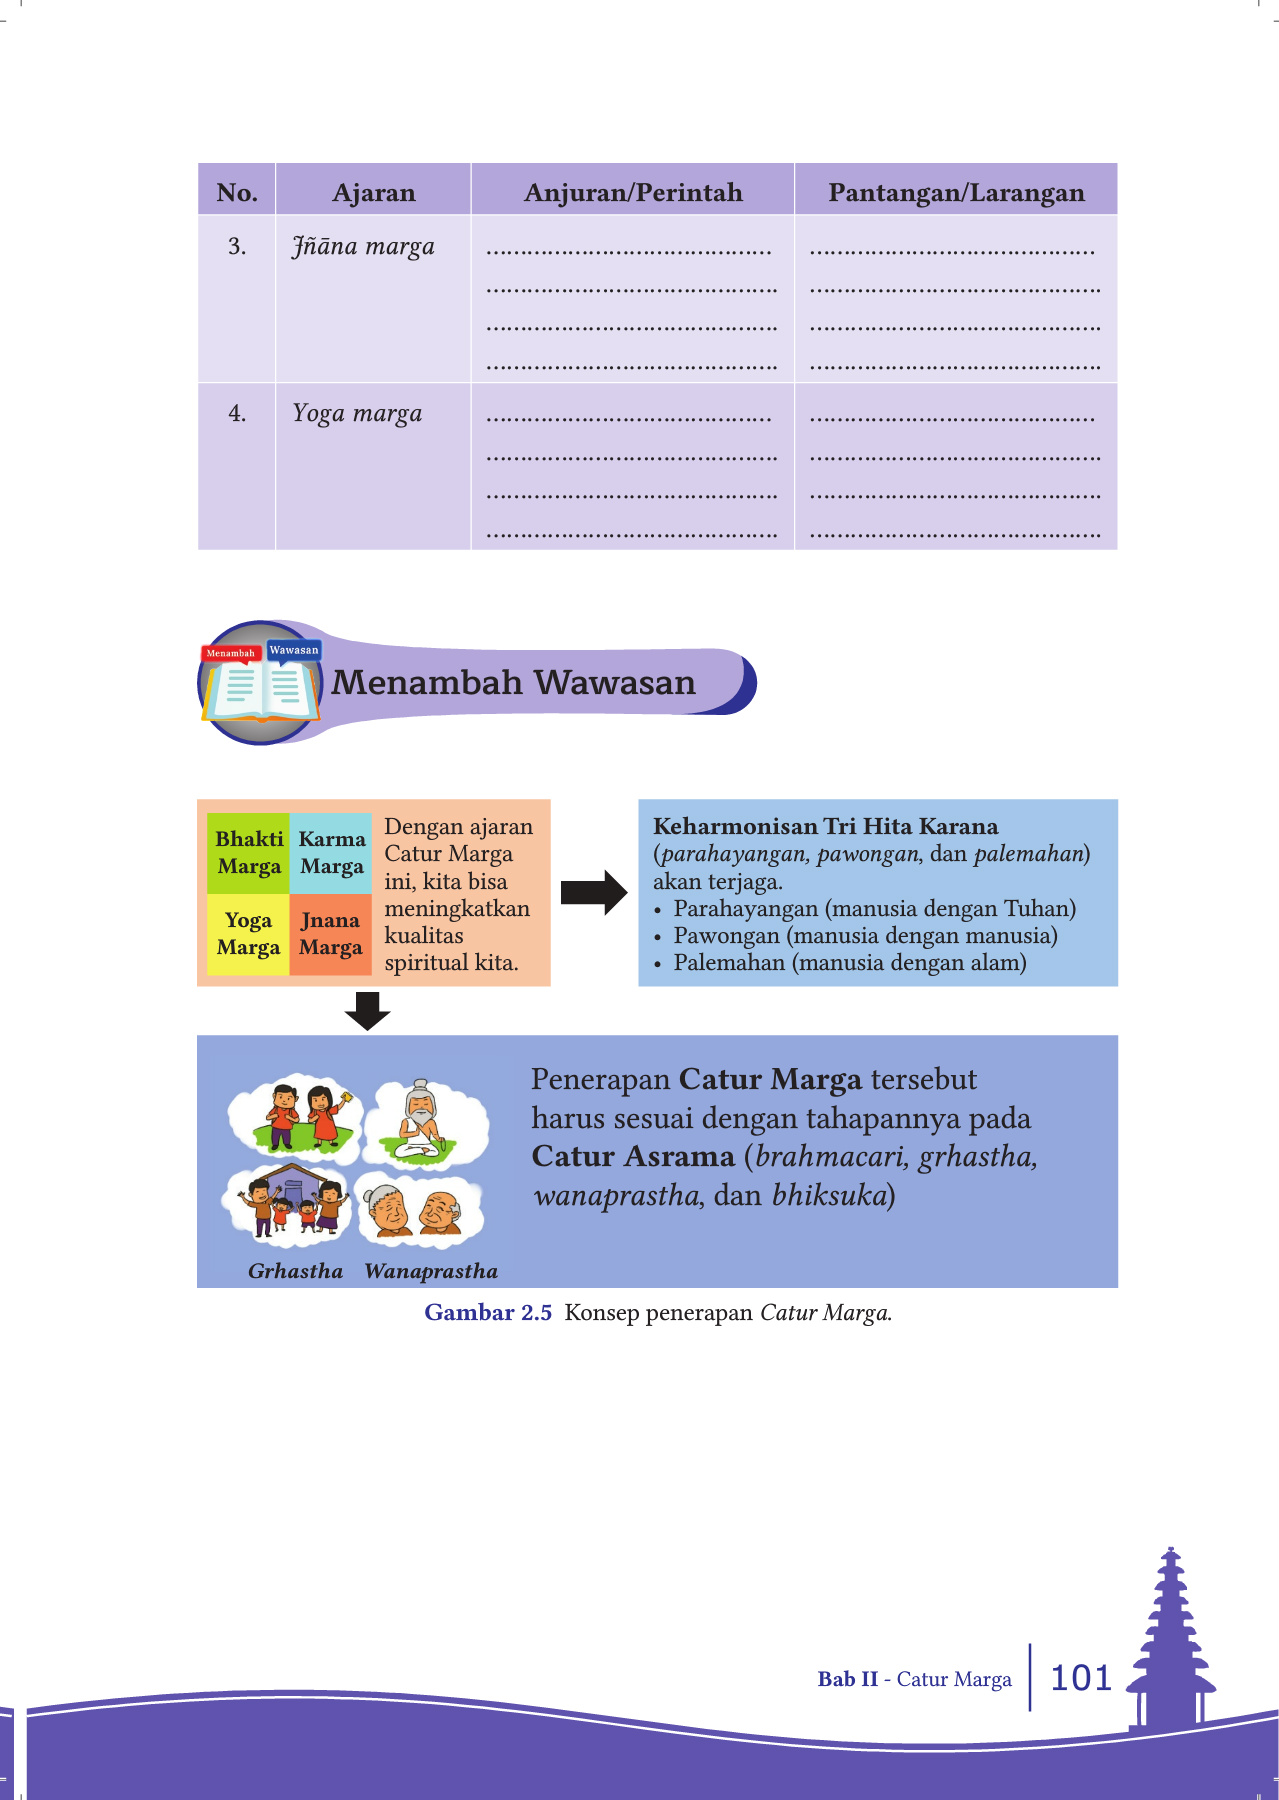 No. Ajaran Anjuran/Perintah Pantangan/Larangan
3. Jñāna marga ........................................ ........................................
........................................ ........................................
........................................ ........................................
........................................ ........................................
4. Yoga marga ........................................ ........................................
........................................ ........................................
........................................ ........................................
........................................ ........................................
Menambah Wawasan
Menambah Wawasan
Bhakti
Marga
Karma
Marga
Yoga
Marga
Jnana
Marga
Dengan ajaran
Catur Marga
ini, kita bisa
meningkatkan
kualitas
spiritual kita.
Keharmonisan Tri Hita Karana
(parahayangan, pawongan, dan palemahan)
akan terjaga.
• Parahayangan (manusia dengan Tuhan)
• Pawongan (manusia dengan manusia)
• Palemahan (manusia dengan alam)
Penerapan Catur Marga tersebut
harus sesuai dengan tahapannya pada
Catur Asrama (brahmacari, grhastha,
wanaprastha, dan bhiksuka)
Grhastha Wanaprastha
Gambar 2.5 Konsep penerapan Catur Marga.
Bab II - Catur Marga 101